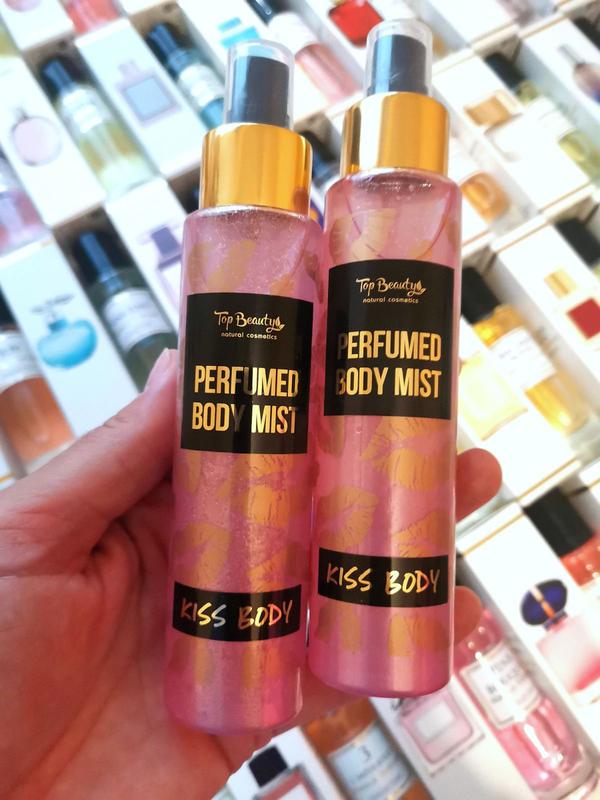 Top Beauty
natural cosmetics
PERFUMED
BODY MIST
KISS BODY
Top Beauty
natural cosmetics
PERFUMED
BODY MIST
KISS BODY